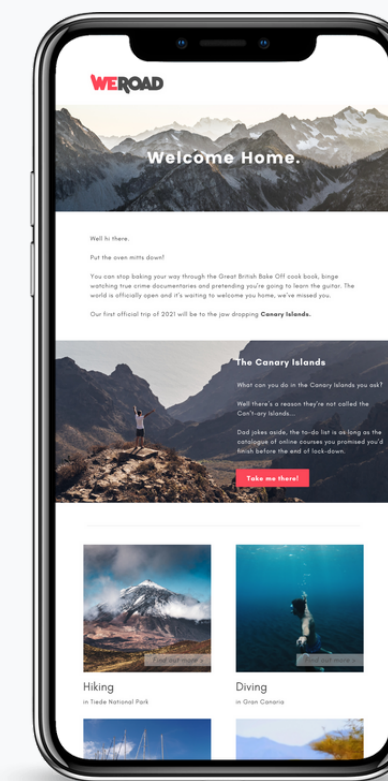 WEROAD
Welcome Home.
Well hi there.
Put the oven mitts down!
You can stop baking your way through the Great British Bake Off cook book, binge
watching true crime documentaries and pretending you're going to learn the guitar. The
world is officially open and it's waiting to welcome you home, we've missed you.
Our first official trip of 2021 will be to the jaw dropping Canary Islands.
The Canary Islands
What can you do in the Canary Islands you ask?
Well there's a reason they're not called the
Can't-ary Islands...
Dad jokes aside, the to-do list is as long as the
catalogue of online courses you promised you'd
finish before the end of lock-down.
Take me there!
Find out more >
Find out more >
Hiking
Diving
in Tiede National Park
in Gran Canaria